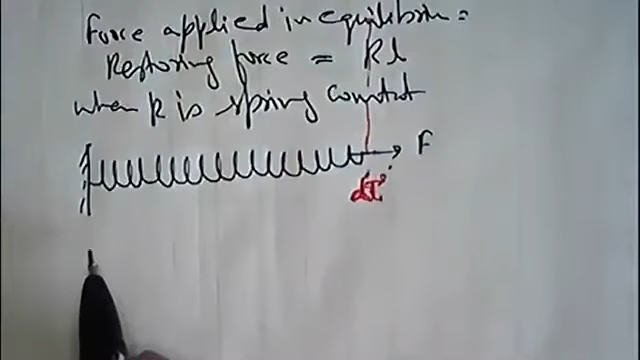 Force applied in equilibrium =
Restoring force = kl
when k is spring constant
F
dl